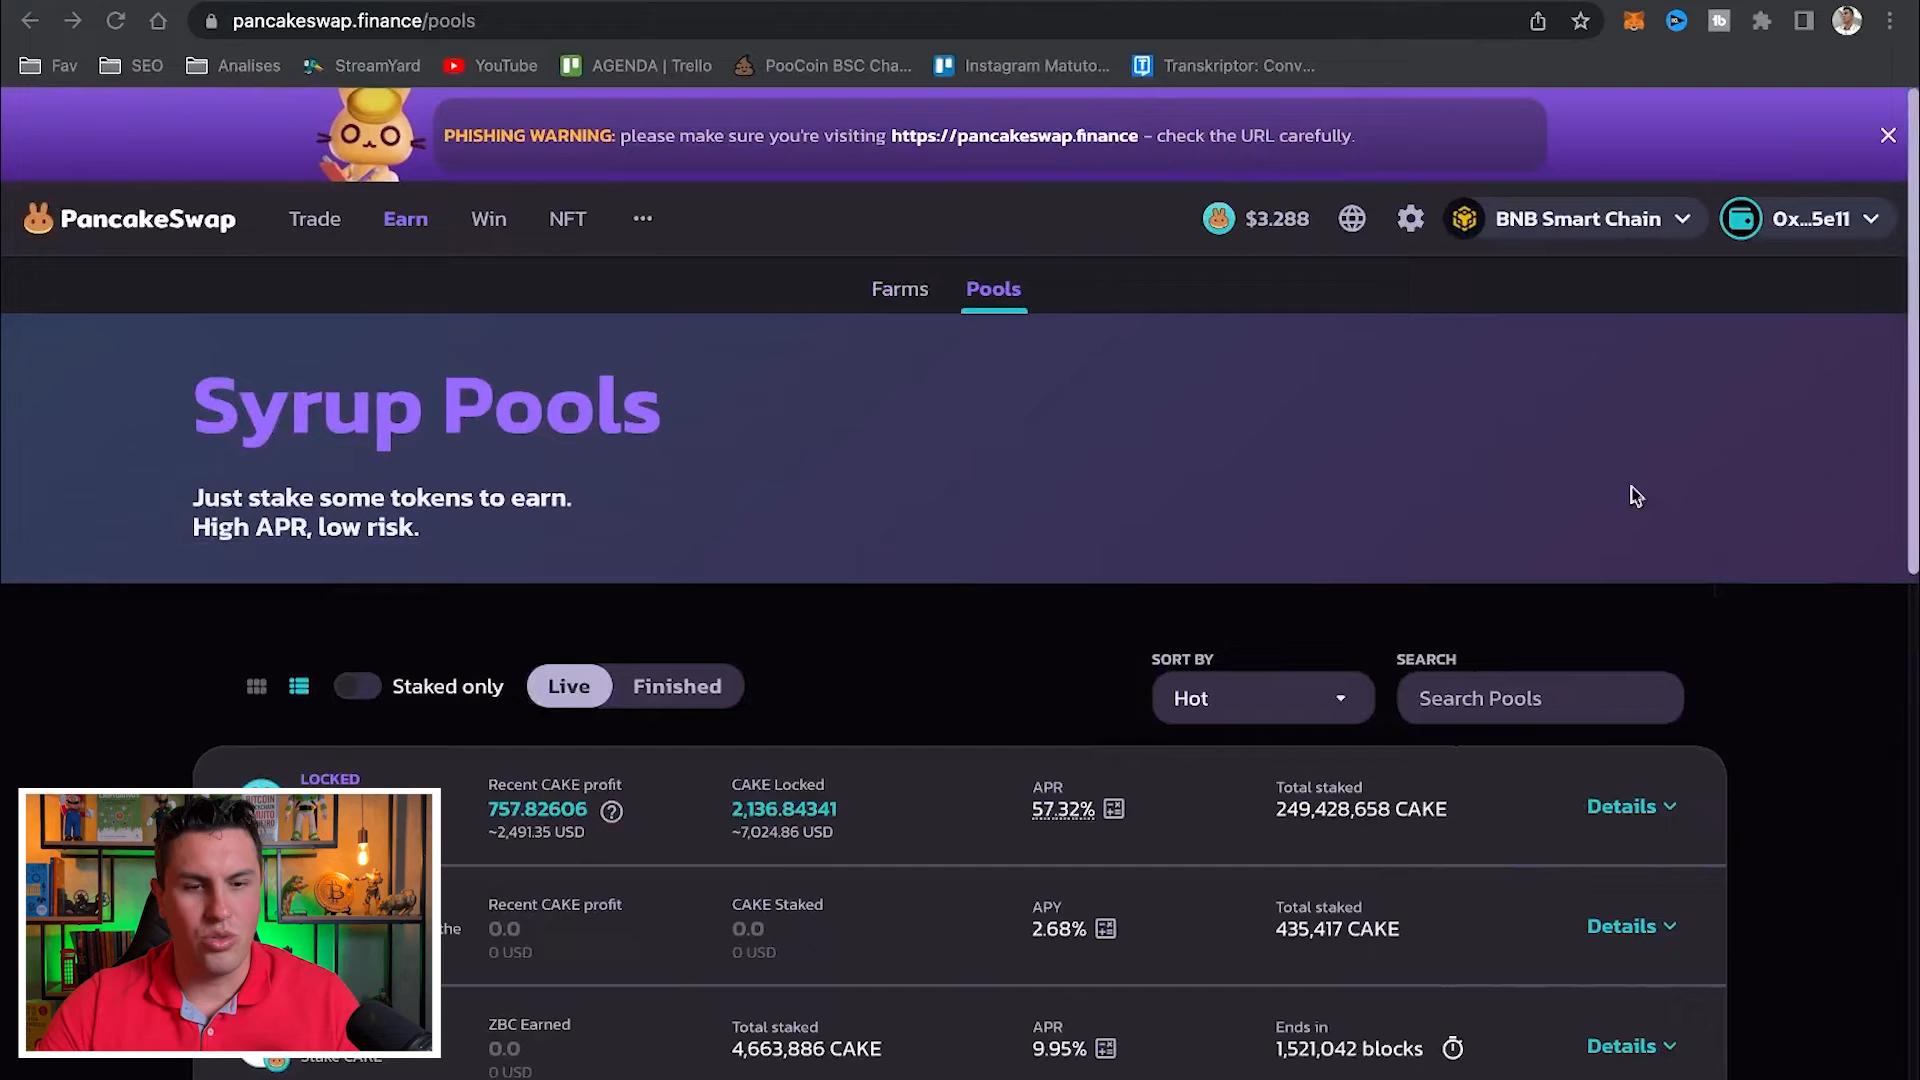 pancakeswap.finance/pools
Fav SEO Analises StreamYard YouTube AGENDA | Trello PooCoin BSC Cha... Instagram Matuto... Transkriptor: Conv...
PHISHING WARNING: please make sure you're visiting https://pancakeswap.finance - check the URL carefully.
PancakeSwap Trade Earn Win NFT $3.288 BNB Smart Chain 0x...5e11
Farms Pools
Syrup Pools
Just stake some tokens to earn.
High APR, low risk.
SORT BY SEARCH
Staked only Live Finished Hot Search Pools
LOCKED
Recent CAKE profit CAKE Locked APR Total staked
757.82606 2,136.84341 57.32% 249,428,658 CAKE Details
~2,491.35 USD ~7,024.86 USD
Recent CAKE profit CAKE Staked APY Total staked
the 0.0 0.0 2.68% 435,417 CAKE Details
0 USD 0 USD
ZBC Earned Total staked APR Ends in
0.0 4,663,886 CAKE 9.95% 1,521,042 blocks Details
Stake CAKE
0 USD